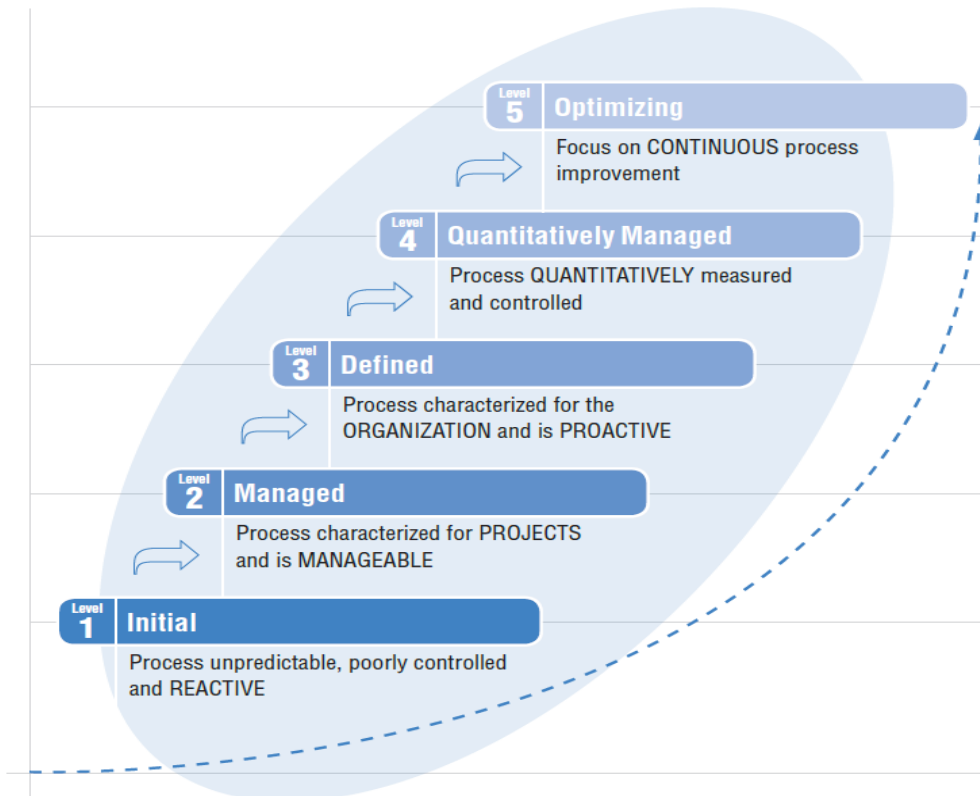 Level
5
Optimizing
Focus on CONTINUOUS process
improvement
Level
4
Quantitatively Managed
Process QUANTITATIVELY measured
and controlled
Level
3
Defined
Process characterized for the
ORGANIZATION and is PROACTIVE
Level
2
Managed
Process characterized for PROJECTS
and is MANAGEABLE
Level
1
Initial
Process unpredictable, poorly controlled
and REACTIVE